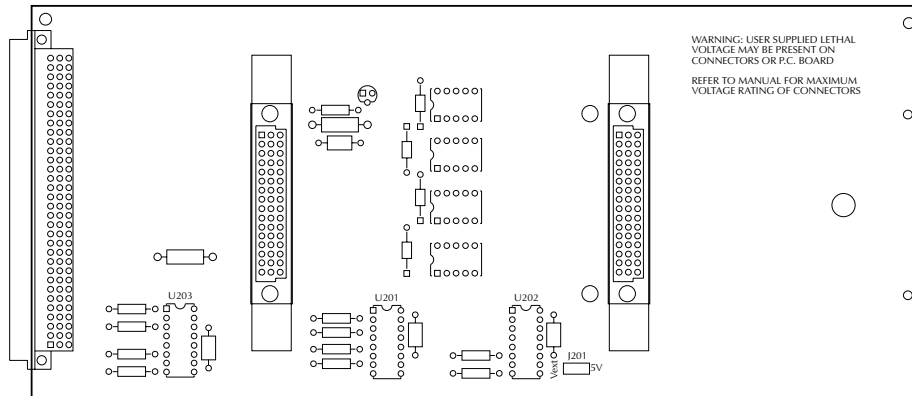 WARNING: USER SUPPLIED LETHAL
VOLTAGE MAY BE PRESENT ON
CONNECTORS OR P.C. BOARD
REFER TO MANUAL FOR MAXIMUM
VOLTAGE RATING OF CONNECTORS
U203
U201
U202
J201
Vext
5V